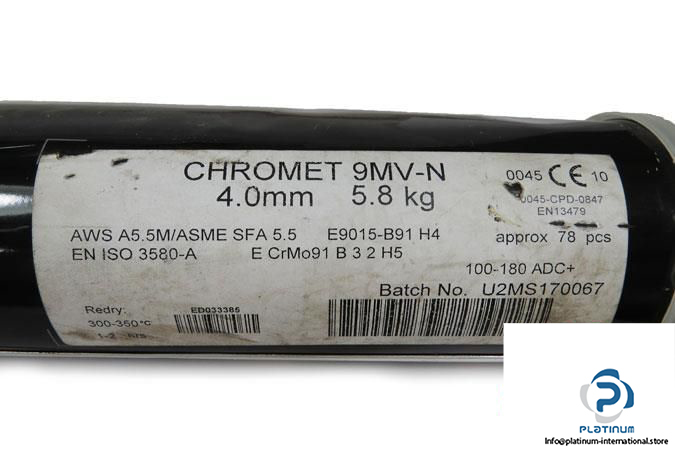 CHROMET 9MV-N
4.0mm 5.8 kg
0045 CE 10
0045-CPD-0847
EN13479
AWS A5.5M/ASME SFA 5.5 E9015-B91 H4 approx 78 pcs
EN ISO 3580-A E CrMo91 B 3 2 H5
100-180 ADC+
Batch No. U2MS170067
Redry:
300-350°C
1-2 hrs
ED033385
PLATINUM
Info@platinum-international.store